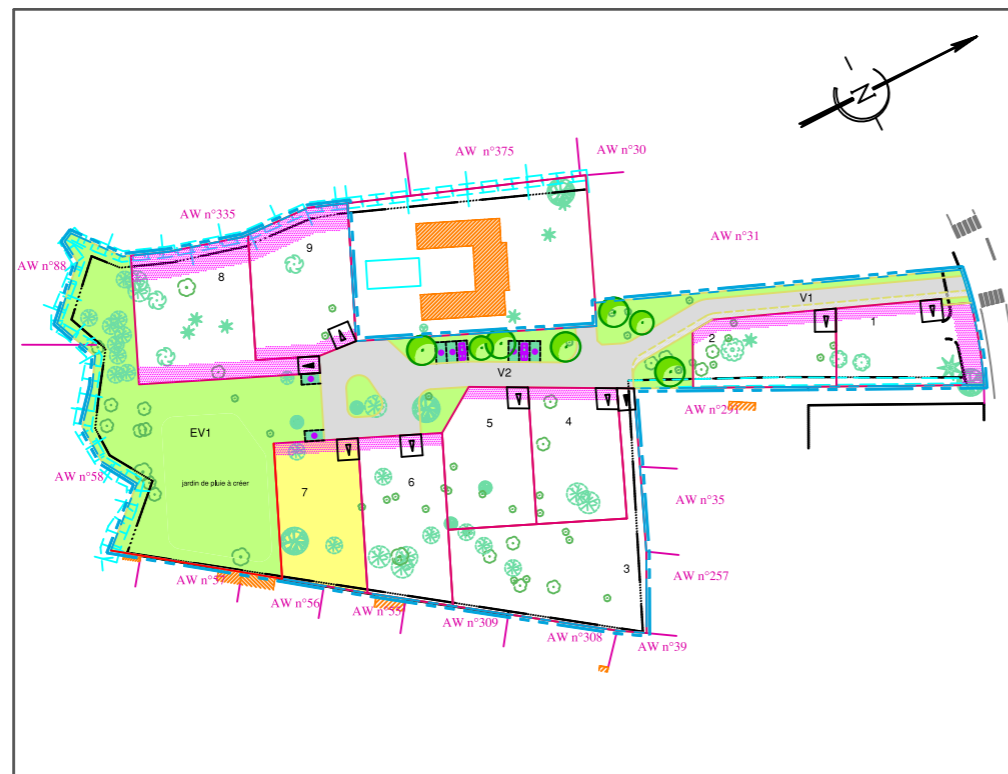 N
AW n°375
AW n°30
AW n°335
AW n°31
AW n°88
9
8
V1
1
2
V2
AW n°291
5
4
EV1
AW n°58
jardin de pluie à créer
7
6
AW n°35
3
AW n°257
AW n°57
AW n°56
AW n°55
AW n°309
AW n°308
AW n°39